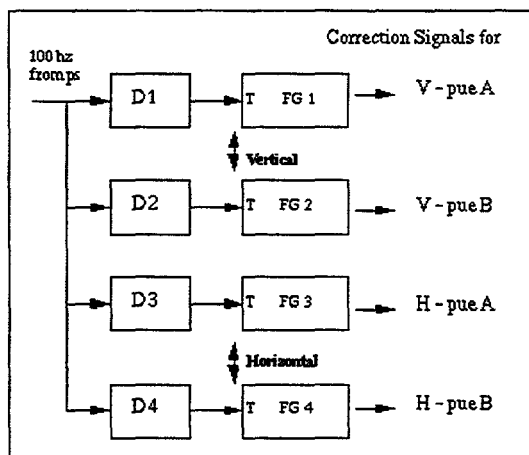 Correction Signals for
100 hz
from ps
D1
T FG 1
V - pue A
Vertical
D2
T FG 2
V - pue B
D3
T FG 3
H - pue A
Horizontal
D4
T FG 4
H - pue B